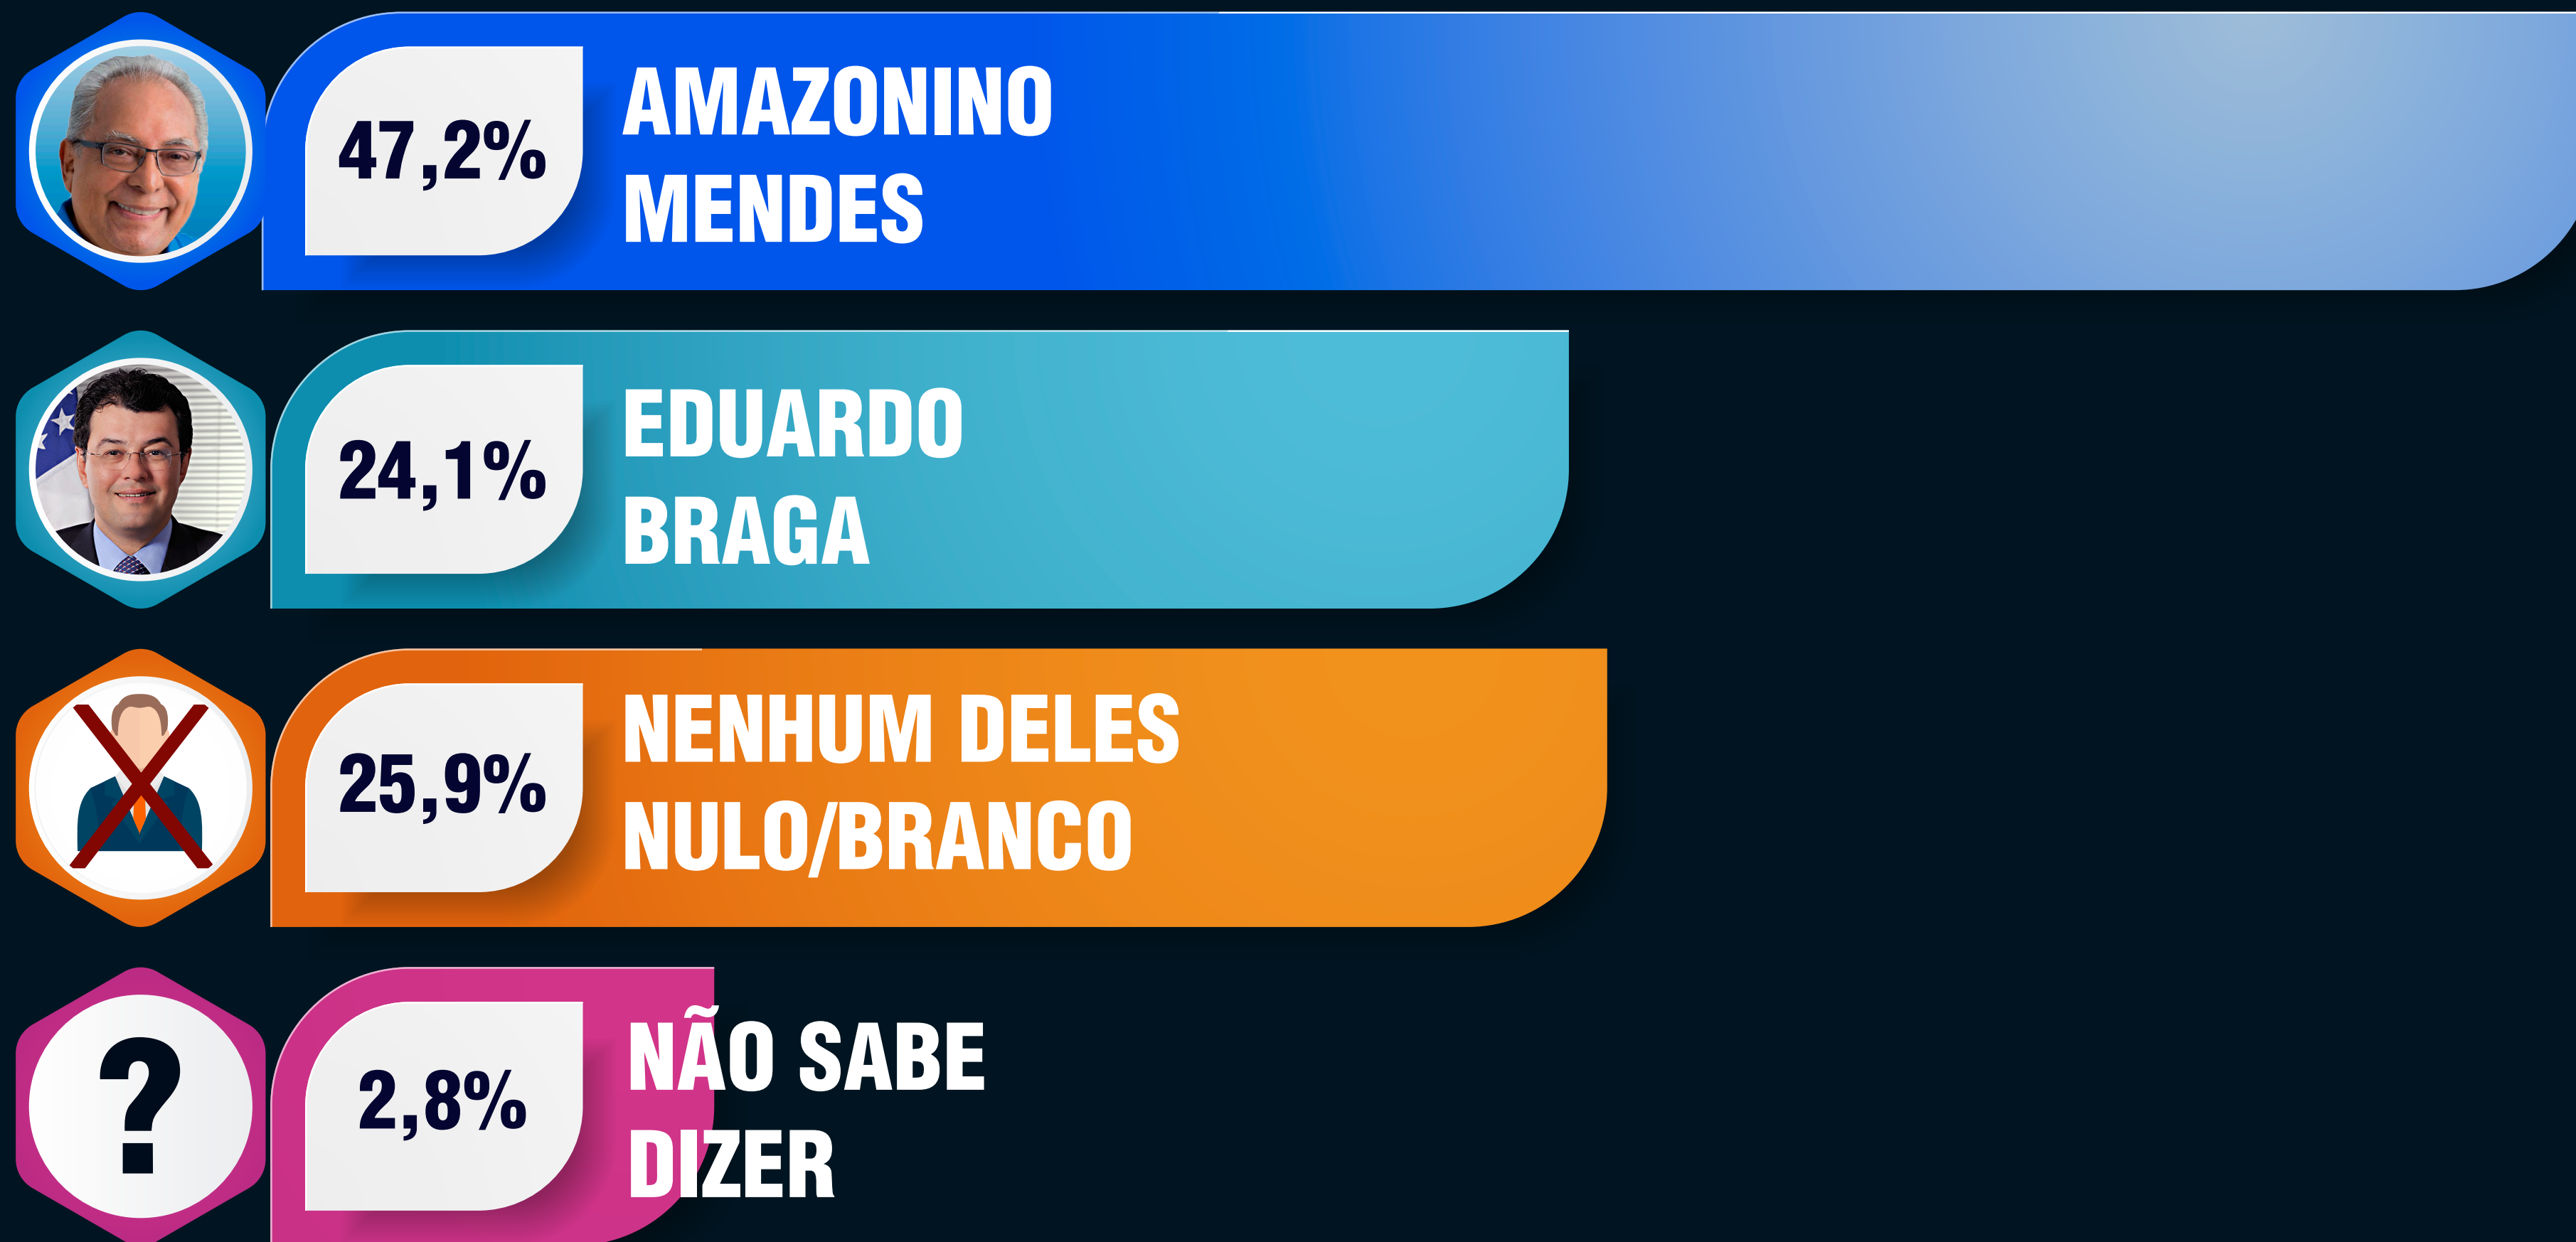 47,2%
AMAZONINO
MENDES
24,1%
EDUARDO
BRAGA
25,9%
NENHUM DELES
NULO/BRANCO
?
2,8%
NÃO SABE
DIZER